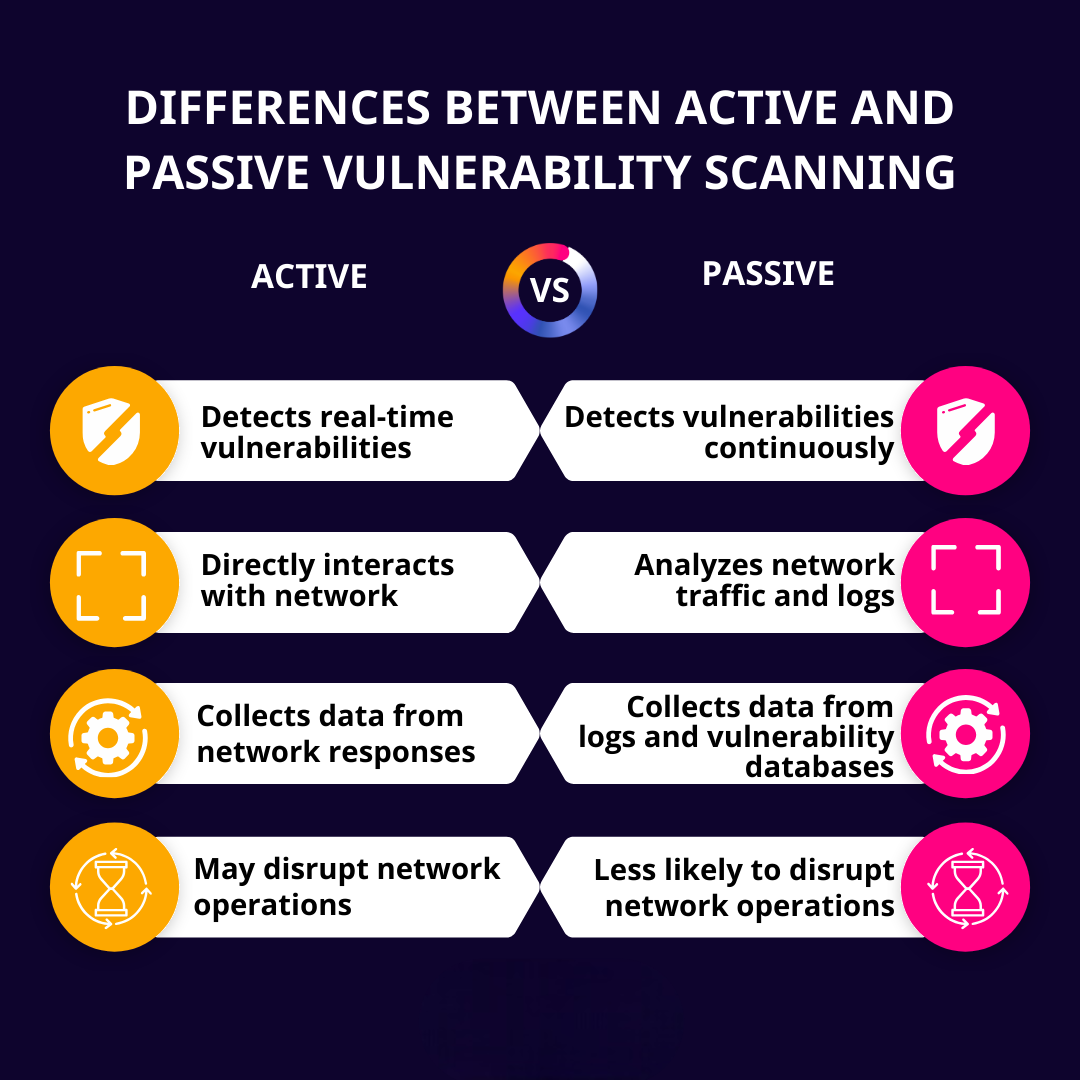 DIFFERENCES BETWEEN ACTIVE AND
PASSIVE VULNERABILITY SCANNING
ACTIVE
VS
PASSIVE
Detects real-time
vulnerabilities
Detects vulnerabilities
continuously
Directly interacts
with network
Analyzes network
traffic and logs
Collects data from
network responses
Collects data from
logs and vulnerability
databases
May disrupt network
operations
Less likely to disrupt
network operations